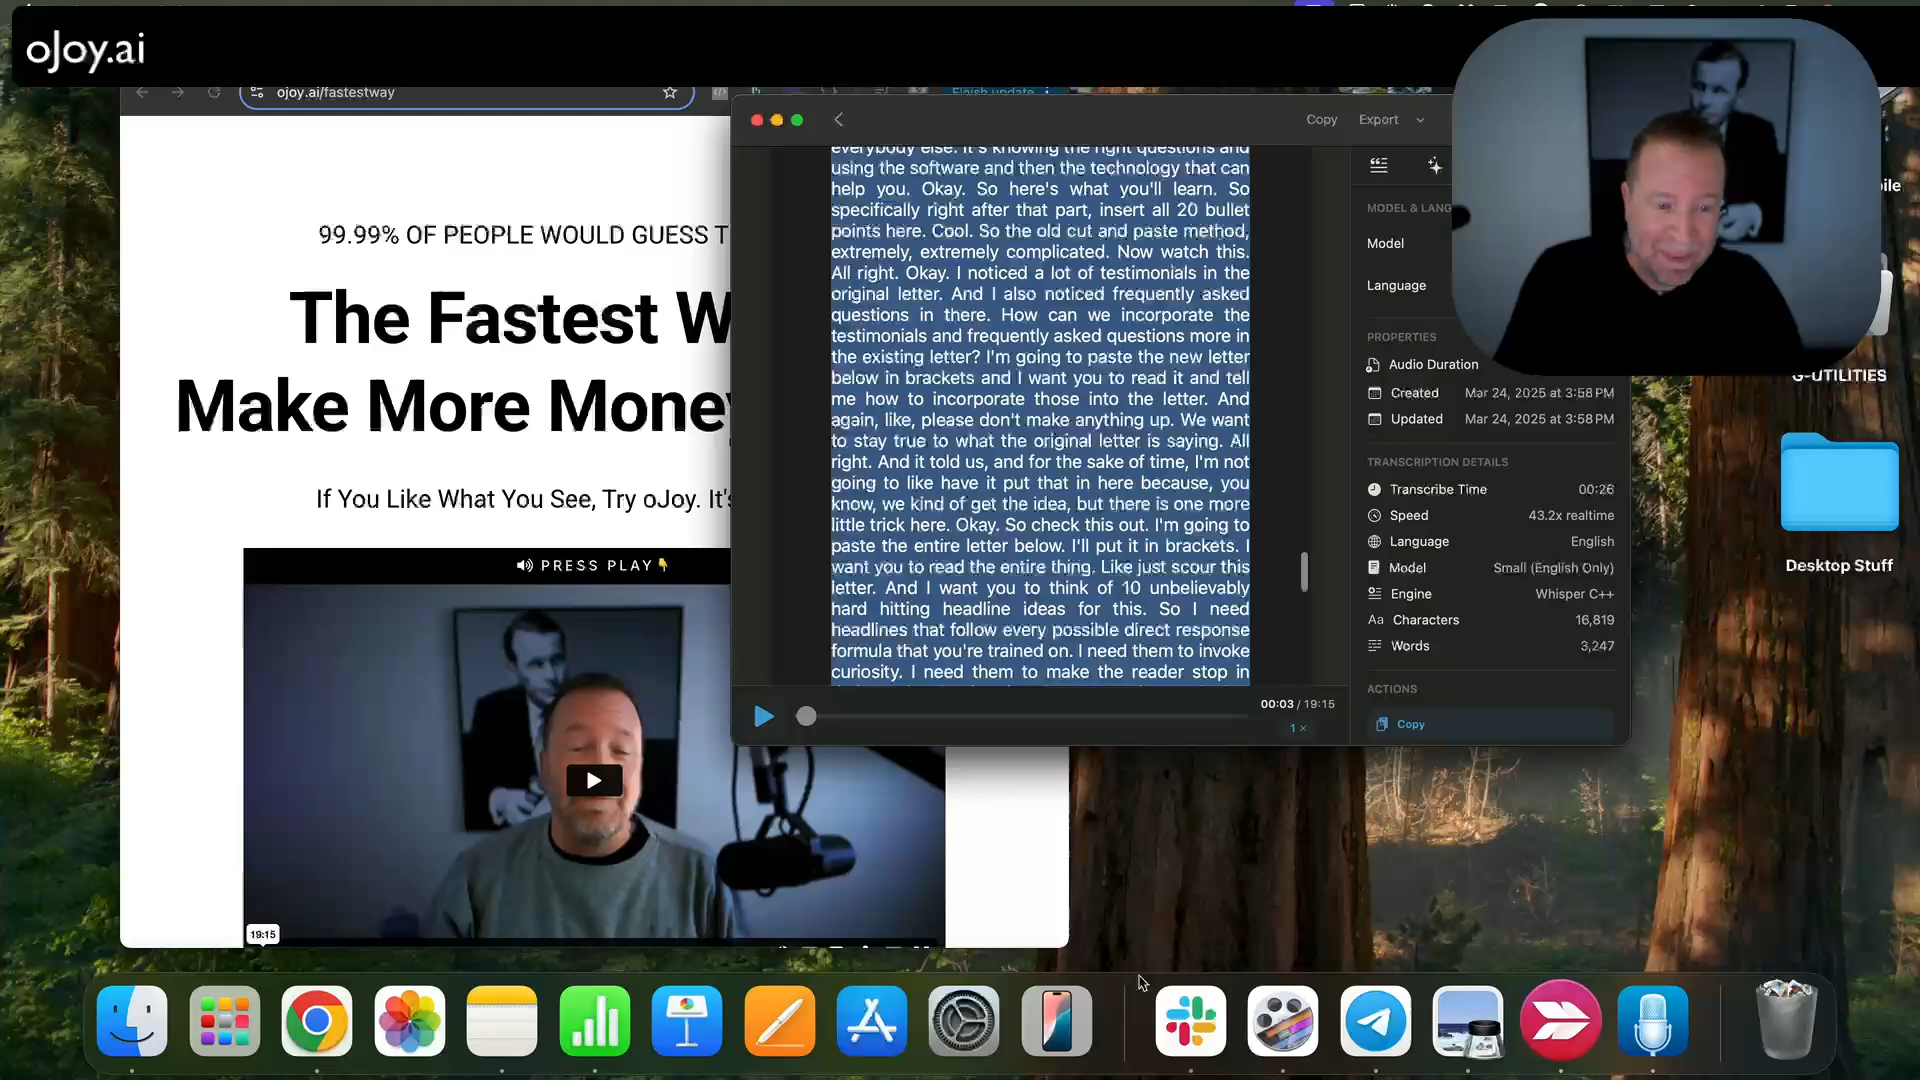 oJoy.ai
ojoy.ai/fastestway
Finish update
99.99% OF PEOPLE WOULD GUESS T
The Fastest W
Make More Money
If You Like What You See, Try oJoy. It's
PRESS PLAY
19:15
Copy
Export
everybody else. It's knowing the right questions and
using the software and then the technology that can
help you. Okay. So here's what you'll learn. So
specifically right after that part, insert all 20 bullet
points here. Cool. So the old cut and paste method,
extremely, extremely complicated. Now watch this.
All right. Okay. I noticed a lot of testimonials in the
original letter. And I also noticed frequently asked
questions in there. How can we incorporate the
testimonials and frequently asked questions more in
the existing letter? I'm going to paste the new letter
below in brackets and I want you to read it and tell
me how to incorporate those into the letter. And
again, like, please don't make anything up. We want
to stay true to what the original letter is saying. All
right. And it told us, and for the sake of time, I'm not
going to like have it put that in here because, you
know, we kind of get the idea, but there is one more
little trick here. Okay. So check this out. I'm going to
paste the entire letter below. I'll put it in brackets. I
want you to read the entire thing. Like just scour this
letter. And I want you to think of 10 unbelievably
hard hitting headline ideas for this. So I need
headlines that follow every possible direct response
formula that you're trained on. I need them to invoke
curiosity. I need them to make the reader stop in
00:03 / 19:15
1×
MODEL & LANG
Model
Language
PROPERTIES
Audio Duration
Created Mar 24, 2025 at 3:58 PM
Updated Mar 24, 2025 at 3:58 PM
TRANSCRIPTION DETAILS
Transcribe Time 00:26
Speed 43.2x realtime
Language English
Model Small (English Only)
Engine Whisper C++
Aa Characters 16,819
Words 3,247
ACTIONS
Copy
G-UTILITIES
Desktop Stuff